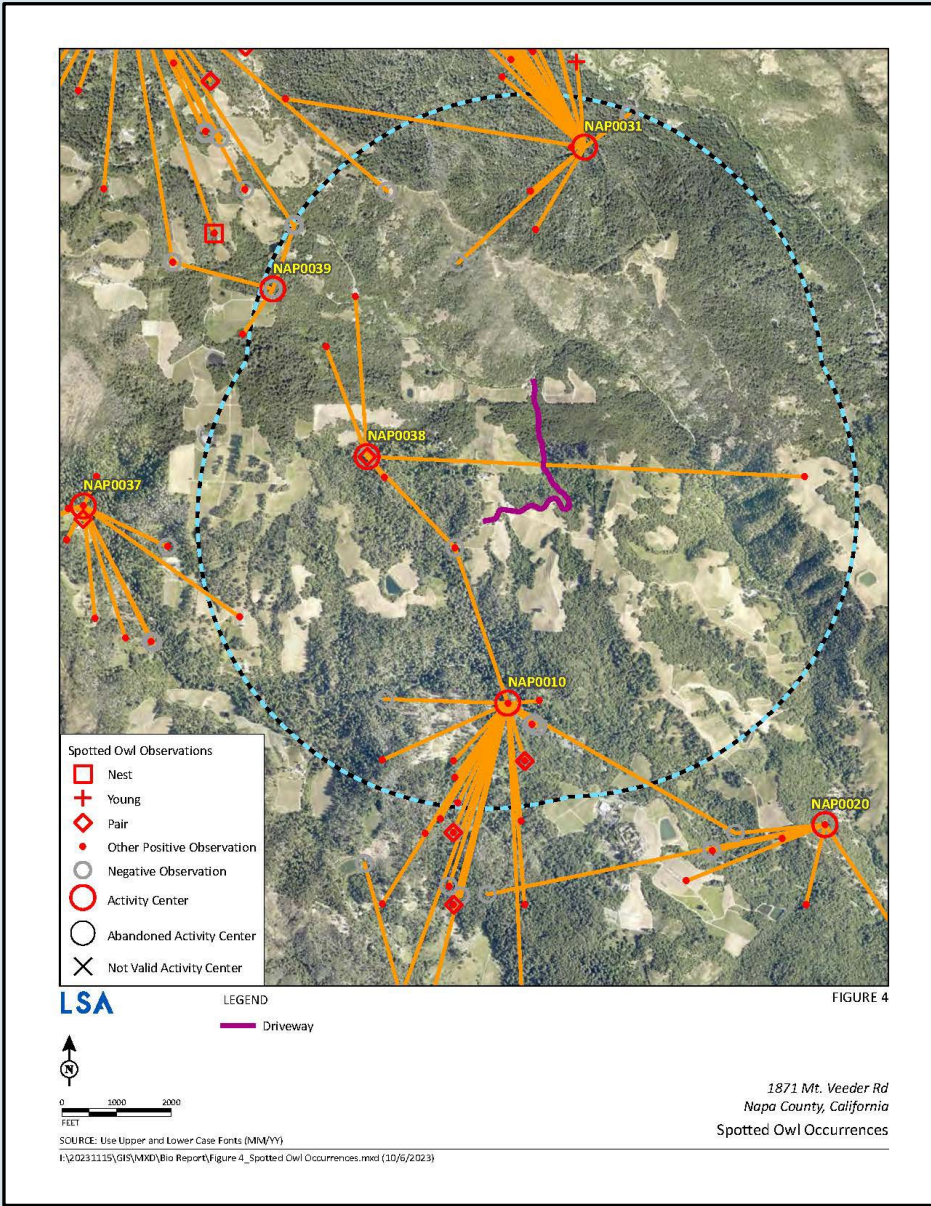 NAP0031
NAP0039
NAP0038
NAP0037
NAP0010
NAP0020
Spotted Owl Observations
Nest
Young
Pair
Other Positive Observation
Negative Observation
Activity Center
Abandoned Activity Center
Not Valid Activity Center
LSA
LEGEND
FIGURE 4
Driveway
N
0 1000 2000
FEET
1871 Mt. Veeder Rd
Napa County, California
Spotted Owl Occurrences
SOURCE: Use Upper and Lower Case Fonts (MM/YY)
I:\20231115\GIS\MXD\Bio Report\Figure 4_Spotted Owl Occurrences.mxd (10/6/2023)